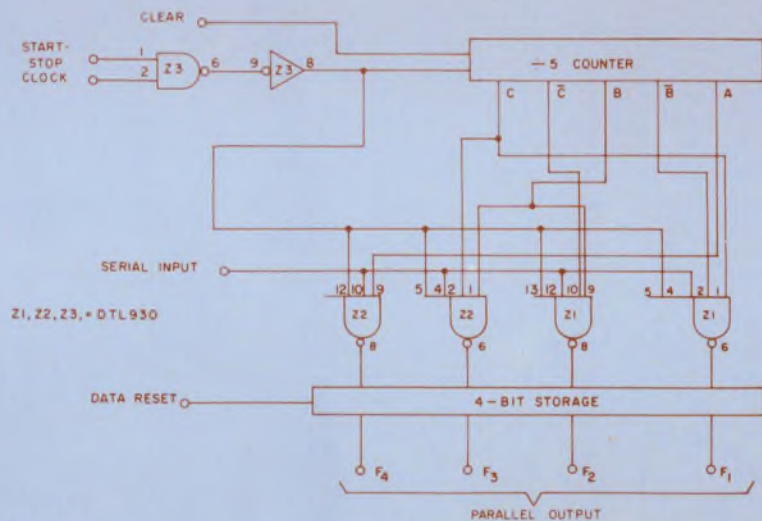 CLEAR
START-
STOP
CLOCK
1
2
Z3
6
9
Z3
8
÷5 COUNTER
C
C̅
B
B̅
A
SERIAL INPUT
12 10 9
5 4 2 1
13 12 10 9
5 4 2 1
Z2
Z2
Z1
Z1
Z1, Z2, Z3, = DTL930
8
6
8
6
DATA RESET
4-BIT STORAGE
F4
F3
F2
F1
PARALLEL OUTPUT